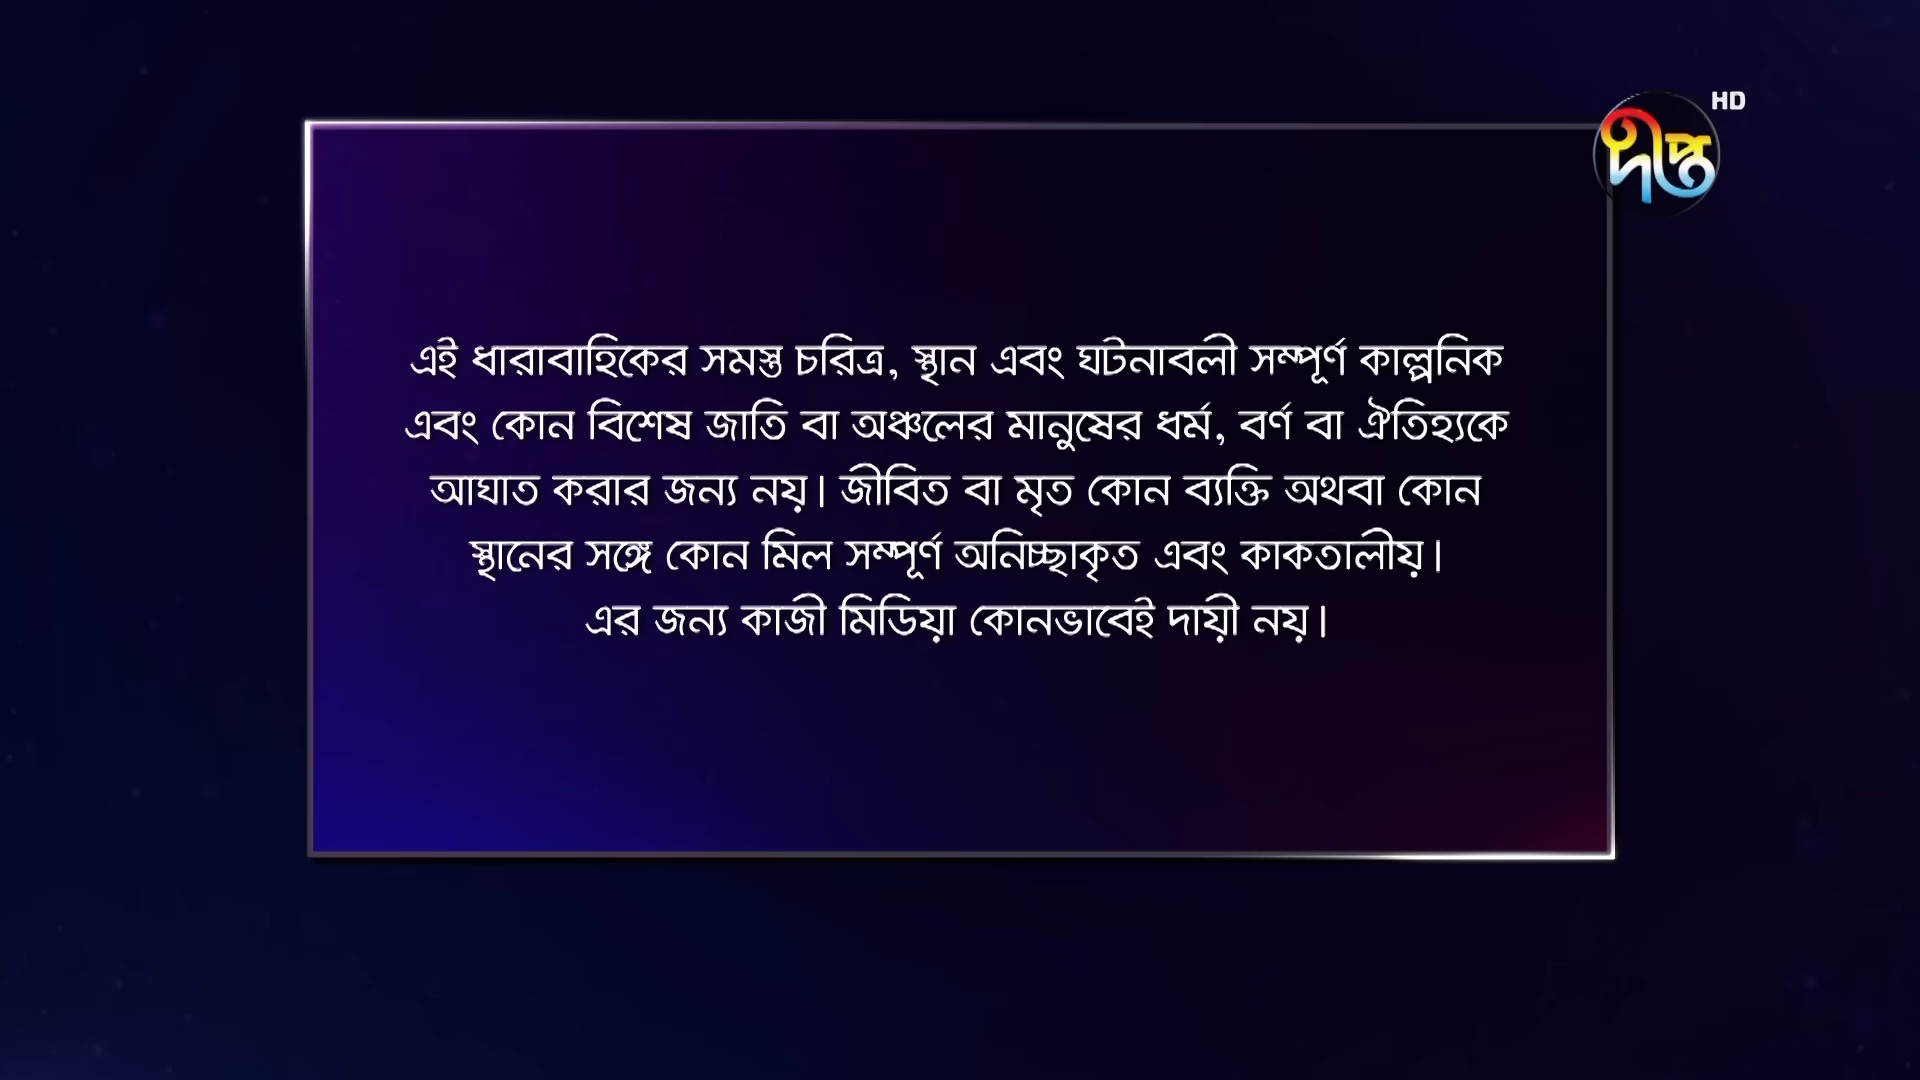 HD
দীপ্ত
এই ধারাবাহিকের সমস্ত চরিত্র, স্থান এবং ঘটনাবলী সম্পূর্ণ কাল্পনিক
এবং কোন বিশেষ জাতি বা অঞ্চলের মানুষের ধর্ম, বর্ণ বা ঐতিহ্যকে
আঘাত করার জন্য নয়। জীবিত বা মৃত কোন ব্যক্তি অথবা কোন
স্থানের সঙ্গে কোন মিল সম্পূর্ণ অনিচ্ছাকৃত এবং কাকতালীয়।
এর জন্য কাজী মিডিয়া কোনভাবেই দায়ী নয়।